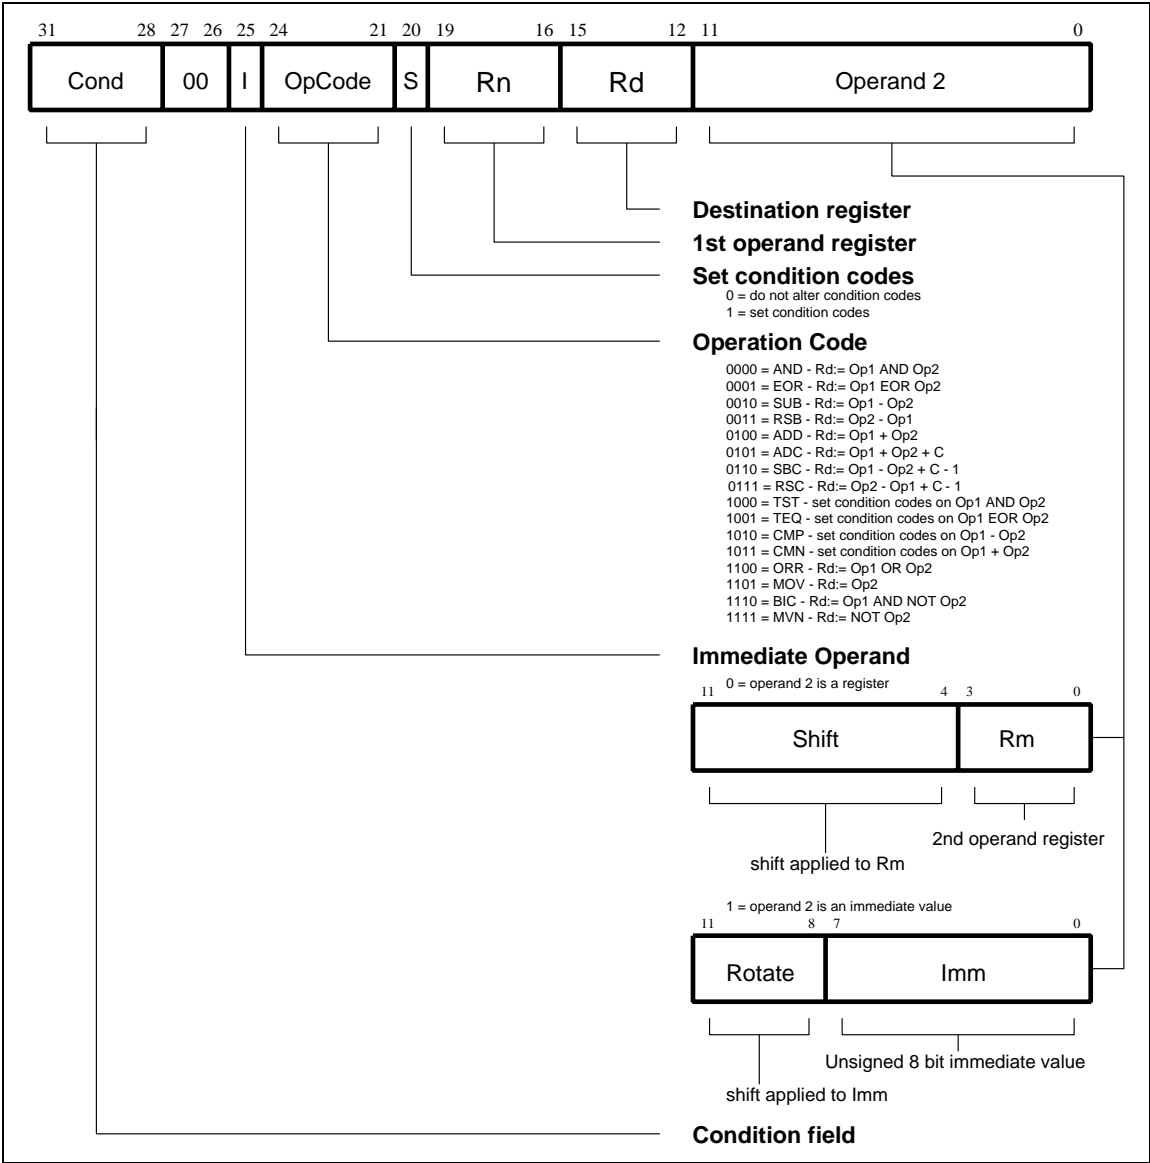 31 28 27 26 25 24 21 20 19 16 15 12 11 0
Cond 00 I OpCode S Rn Rd Operand 2
Destination register
1st operand register
Set condition codes
0 = do not alter condition codes
1 = set condition codes
Operation Code
0000 = AND - Rd:= Op1 AND Op2
0001 = EOR - Rd:= Op1 EOR Op2
0010 = SUB - Rd:= Op1 - Op2
0011 = RSB - Rd:= Op2 - Op1
0100 = ADD - Rd:= Op1 + Op2
0101 = ADC - Rd:= Op1 + Op2 + C
0110 = SBC - Rd:= Op1 - Op2 + C - 1
0111 = RSC - Rd:= Op2 - Op1 + C - 1
1000 = TST - set condition codes on Op1 AND Op2
1001 = TEQ - set condition codes on Op1 EOR Op2
1010 = CMP - set condition codes on Op1 - Op2
1011 = CMN - set condition codes on Op1 + Op2
1100 = ORR - Rd:= Op1 OR Op2
1101 = MOV - Rd:= Op2
1110 = BIC - Rd:= Op1 AND NOT Op2
1111 = MVN - Rd:= NOT Op2
Immediate Operand
0 = operand 2 is a register
11 4 3 0
Shift Rm
2nd operand register
shift applied to Rm
1 = operand 2 is an immediate value
11 8 7 0
Rotate Imm
Unsigned 8 bit immediate value
shift applied to Imm
Condition field